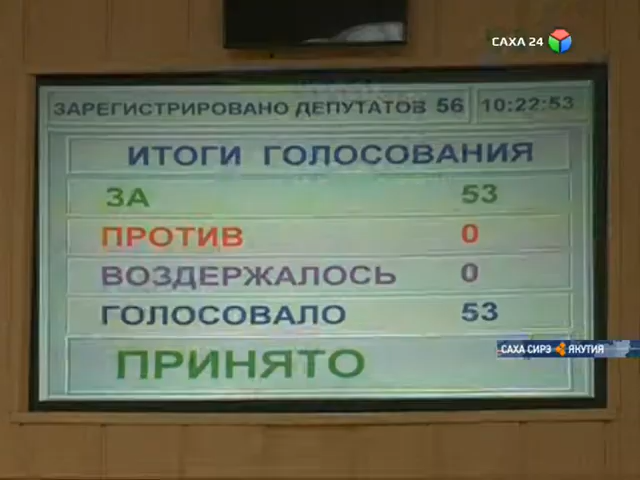 САХА 24
ЗАРЕГИСТРИРОВАНО ДЕПУТАТОВ 56 10:22:53
ИТОГИ ГОЛОСОВАНИЯ
ЗА 53
ПРОТИВ 0
ВОЗДЕРЖАЛОСЬ 0
ГОЛОСОВАЛО 53
САХА СИРЭ ЯКУТИЯ
ПРИНЯТО